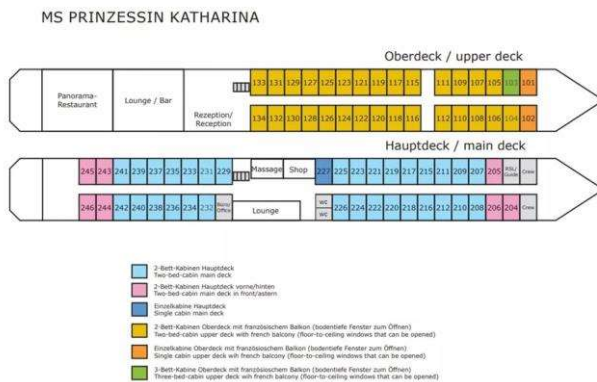 MS PRINZESSIN KATHARINA
Oberdeck / upper deck
133 131 129 127 125 123 121 119 117 115 111 109 107 105 103 101
Panorama-
Restaurant
Lounge / Bar
Rezeption/
Reception
134 132 130 128 126 124 122 120 118 116 112 110 108 106 104 102
Hauptdeck / main deck
245 243 241 239 237 235 233 231 229 Massage Shop 227 225 223 221 219 217 215 211 209 207 205 RSL/ Guide Crew
246 244 242 240 238 236 234 232 Büro/ Office Lounge WC WC 226 224 222 220 218 216 212 210 208 206 204 Crew
2-Bett-Kabinen Hauptdeck
Two-bed-cabin main deck
2-Bett-Kabinen Hauptdeck vorne/hinten
Two-bed-cabin main deck in front/astern
Einzelkabine Hauptdeck
Single cabin main deck
2-Bett-Kabinen Oberdeck mit französischem Balkon (bodentiefe Fenster zum Öffnen)
Two-bed-cabin upper deck with french balcony (floor-to-ceiling windows that can be opened)
Einzelkabine Oberdeck mit französischem Balkon (bodentiefe Fenster zum Öffnen)
Single cabin upper deck wih french balcony (floor-to-ceiling windows that can be opened)
3-Bett-Kabine Oberdeck mit französischem Balkon (bodentiefe Fenster zum Öffnen)
Three-bed-cabin upper deck wih french balcony (floor-to-ceiling windows that can be opened)